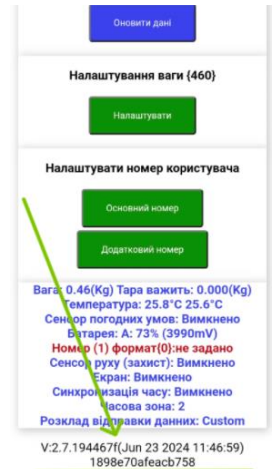 Оновити дані
Налаштування ваги {460}
Налаштувати
Налаштувати номер користувача
Основний номер
Додатковий номер
Вага: 0.46(Kg) Тара важить: 0.000(Kg)
Температура: 25.8°C 25.6°C
Сенсор погодних умов: Вимкнено
Батарея: А: 73% (3990mV)
Номер (1) формат{0}:не задано
Сенсор руху (захист): Вимкнено
Екран: Вимкнено
Синхронизація часу: Вимкнено
Часова зона: 2
Розклад відправки данних: Custom
V:2.7.194467f(Jun 23 2024 11:46:59)
1898e70afeacb758